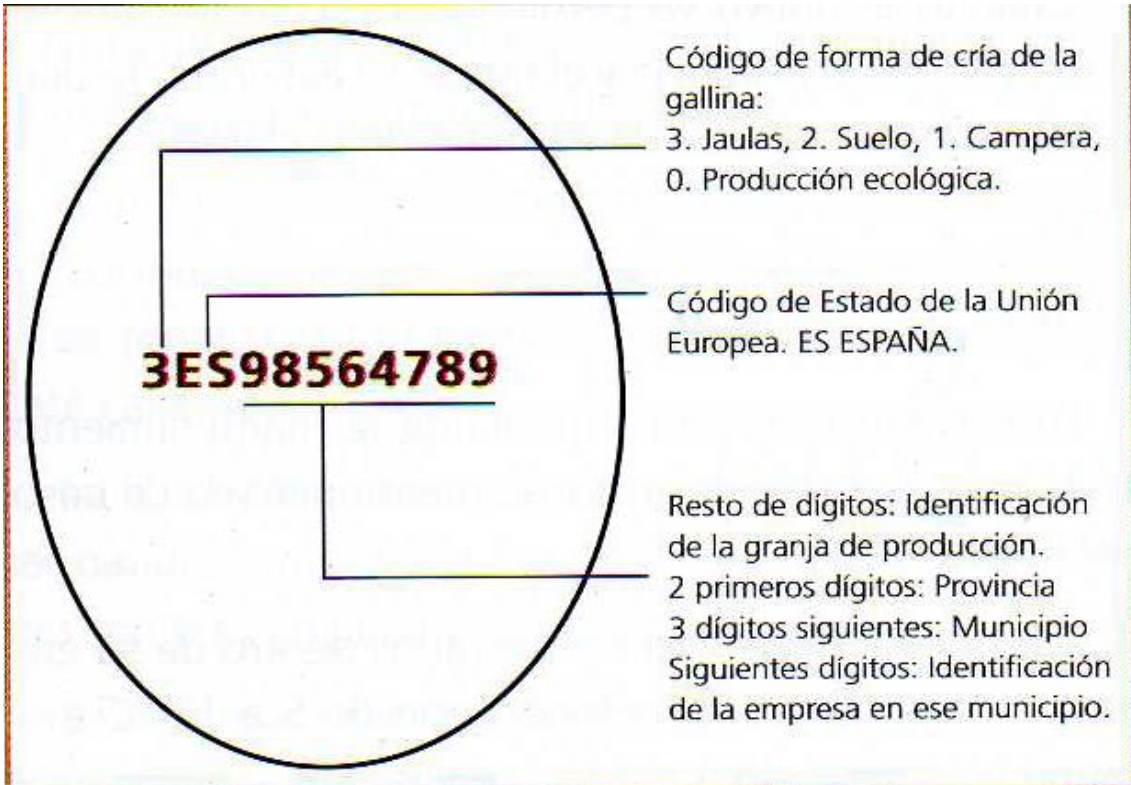 Código de forma de cría de la
gallina:
3. Jaulas, 2. Suelo, 1. Campera,
0. Producción ecológica.
Código de Estado de la Unión
Europea. ES ESPAÑA.
3ES98564789
Resto de dígitos: Identificación
de la granja de producción.
2 primeros dígitos: Provincia
3 dígitos siguientes: Municipio
Siguientes dígitos: Identificación
de la empresa en ese municipio.